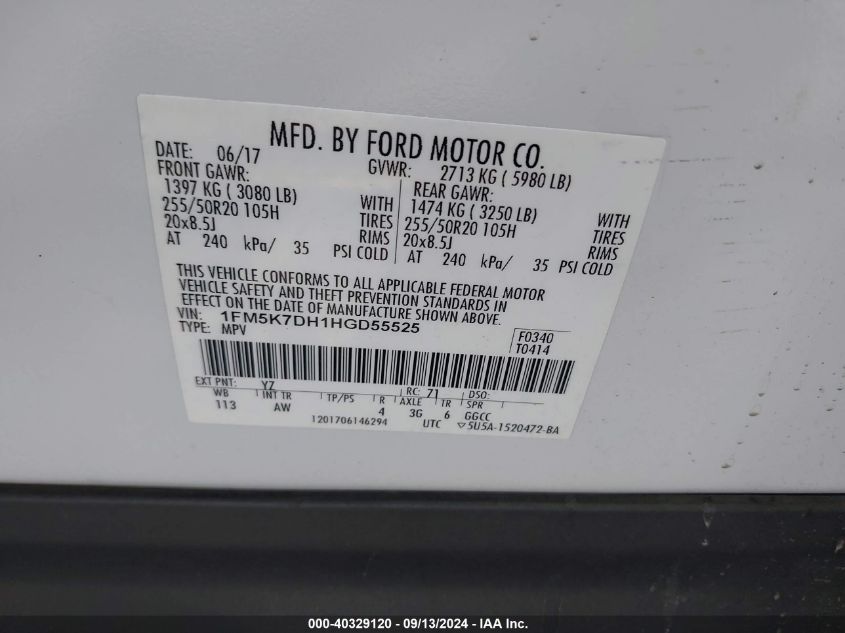 MFD. BY FORD MOTOR CO.
DATE: 06/17 GVWR: 2713 KG ( 5980 LB)
FRONT GAWR: REAR GAWR:
1397 KG ( 3080 LB) WITH 1474 KG ( 3250 LB) WITH
255/50R20 105H TIRES 255/50R20 105H TIRES
20x8.5J RIMS 20x8.5J RIMS
AT 240 kPa/ 35 PSI COLD AT 240 kPa/ 35 PSI COLD
THIS VEHICLE CONFORMS TO ALL APPLICABLE FEDERAL MOTOR
VEHICLE SAFETY AND THEFT PREVENTION STANDARDS IN
EFFECT ON THE DATE OF MANUFACTURE SHOWN ABOVE.
VIN: 1FM5K7DH1HGD55525
TYPE: MPV
F0340
T0414
EXT PNT: YZ RC: 71 DSO:
WB INT TR TP/PS R AXLE TR SPR
113 AW 4 3G 6 GGCC
1201706146294 UTC ▽5U5A-1520472-BA
000-40329120 - 09/13/2024 - IAA Inc.